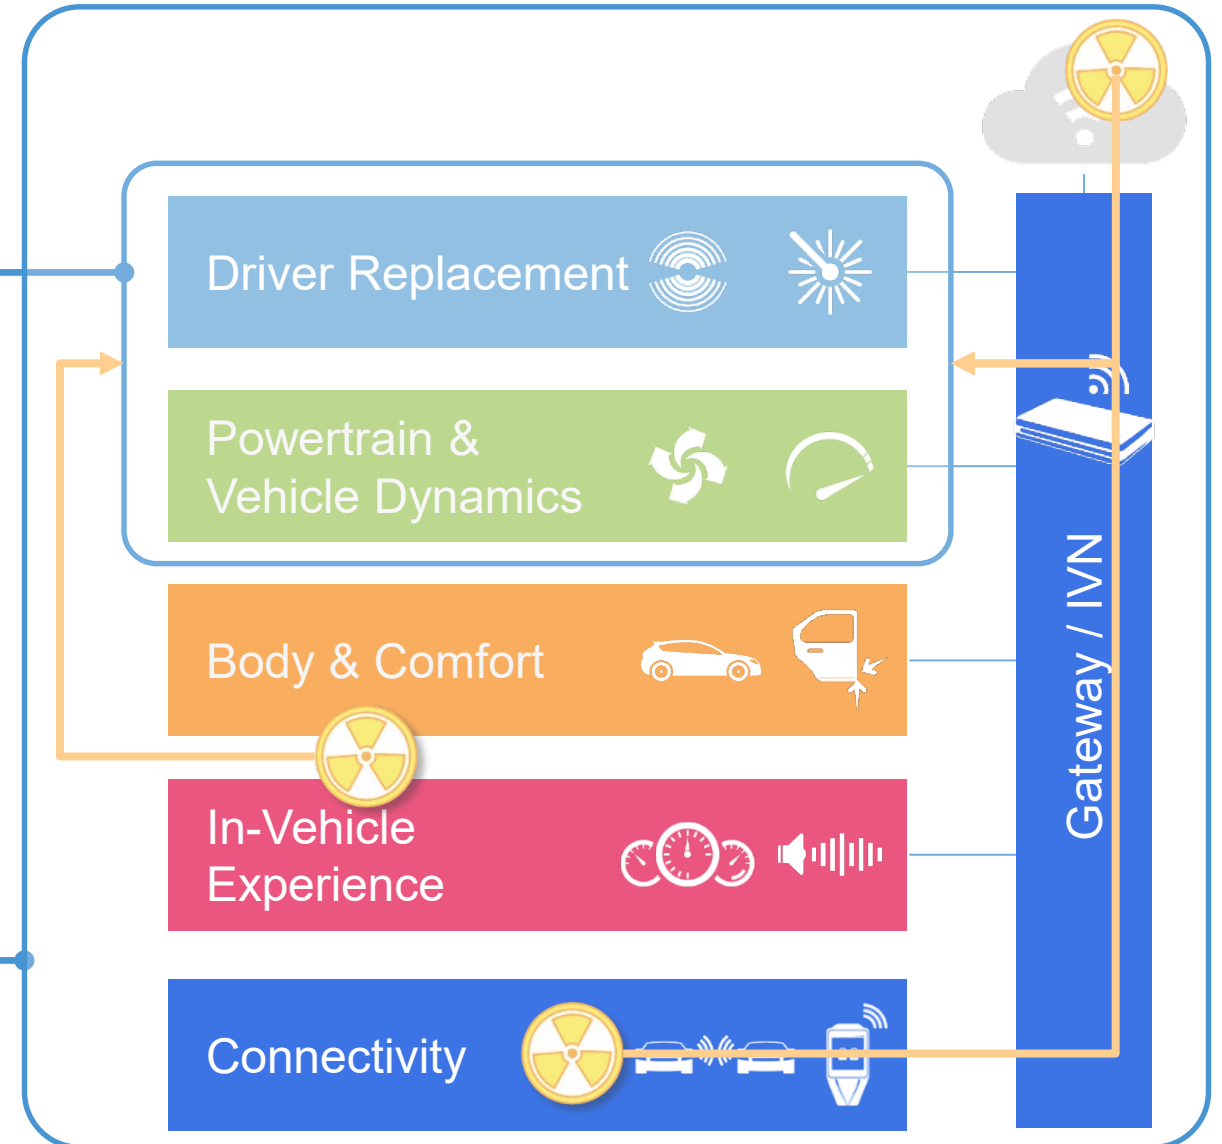 Driver Replacement
Powertrain &
Vehicle Dynamics
Body & Comfort
In-Vehicle
Experience
Connectivity
Gateway / IVN